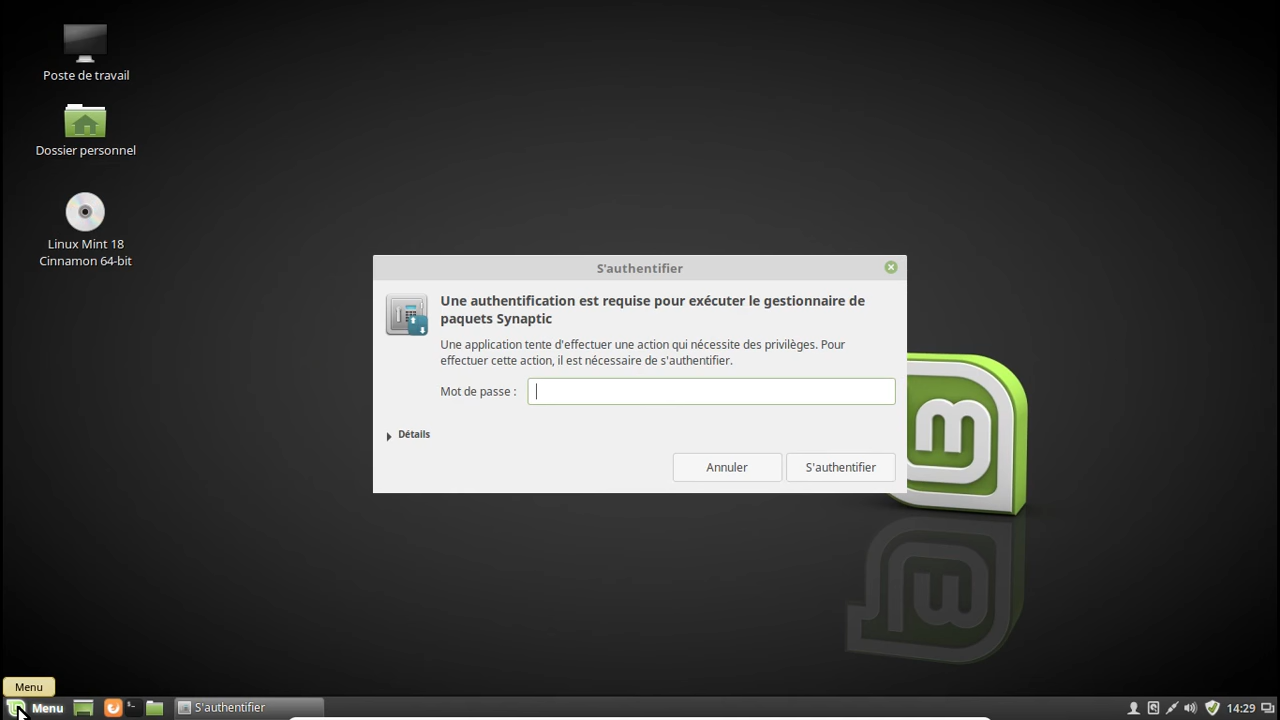 Poste de travail
Dossier personnel
Linux Mint 18
Cinnamon 64-bit
S'authentifier
Une authentification est requise pour exécuter le gestionnaire de
paquets Synaptic
Une application tente d'effectuer une action qui nécessite des privilèges. Pour
effectuer cette action, il est nécessaire de s'authentifier.
Mot de passe :
Détails
Annuler
S'authentifier
Menu
Menu
S'authentifier
14:29